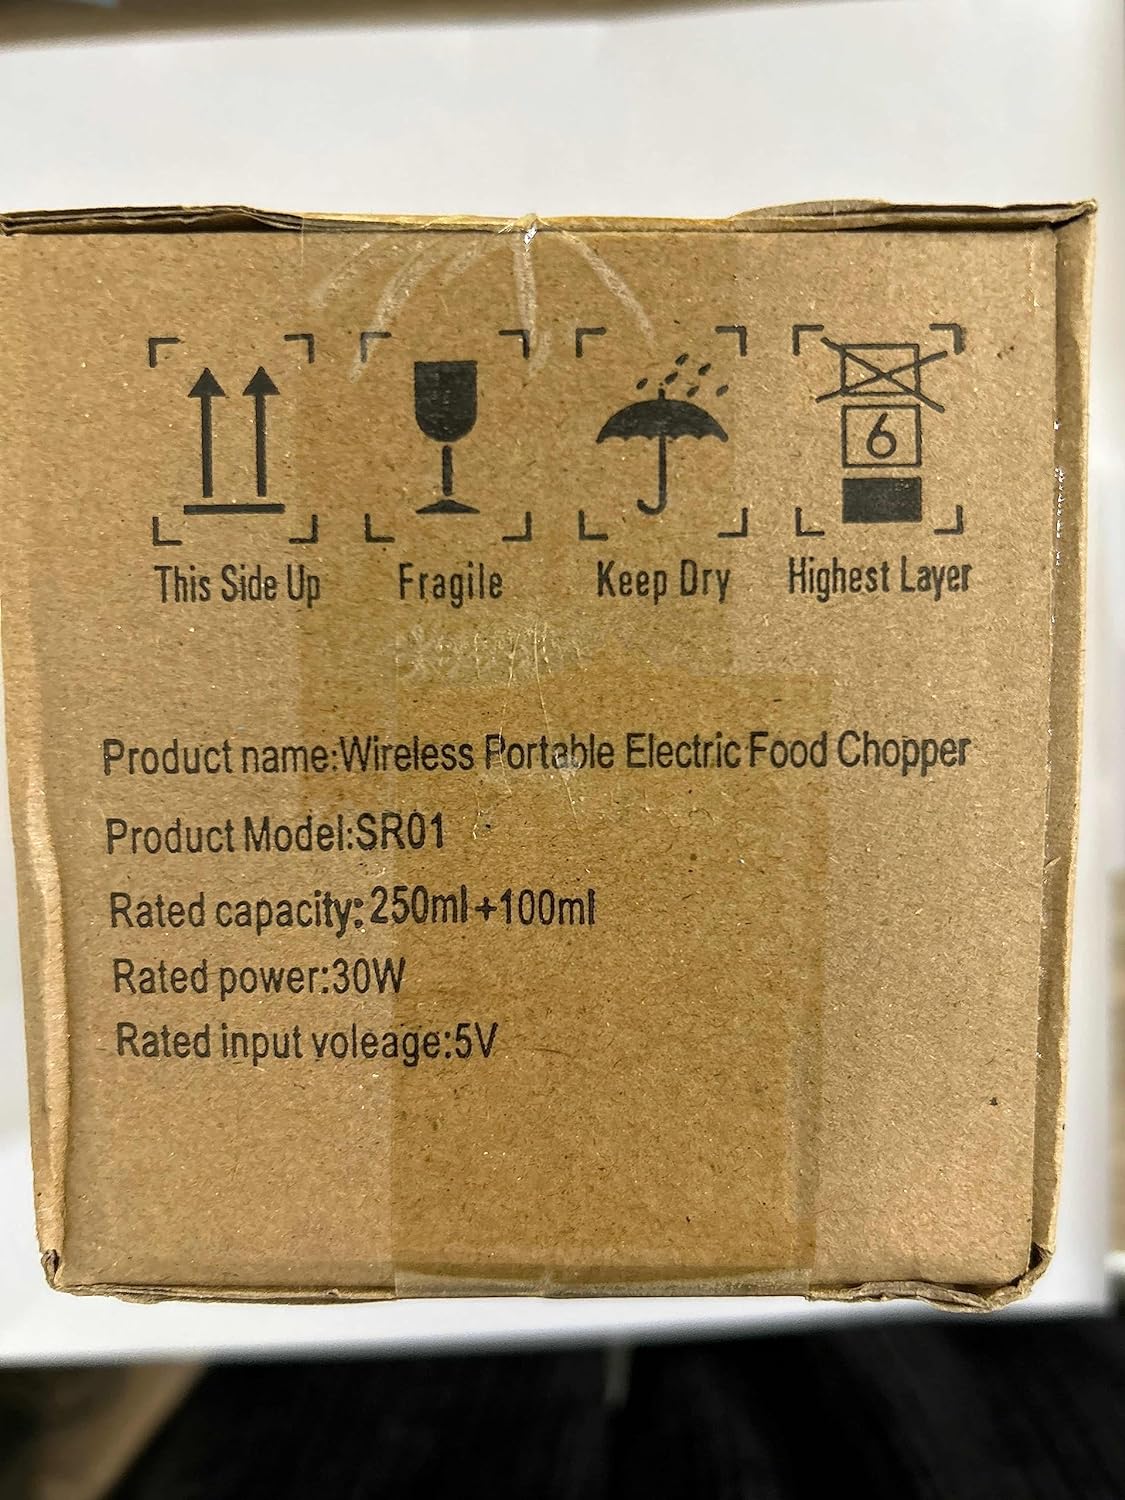 6
This Side Up Fragile Keep Dry Highest Layer
Product name:Wireless Portable Electric Food Chopper
Product Model:SR01
Rated capacity:250ml+100ml
Rated power:30W
Rated input voleage:5V